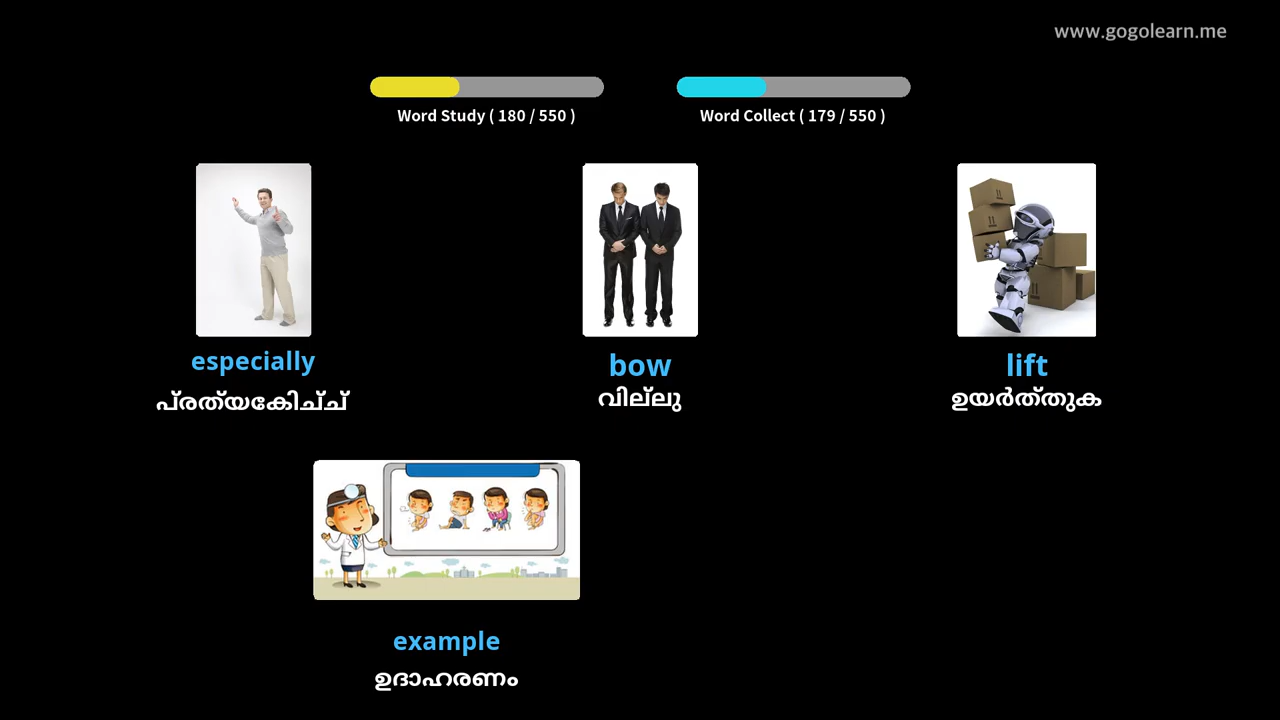 www.gogolearn.me
Word Study ( 180 / 550 )
Word Collect ( 179 / 550 )
especially
പ്രത്യകേിച്ച്
bow
വില്ലു
lift
ഉയർത്തുക
example
ഉദാഹരണം